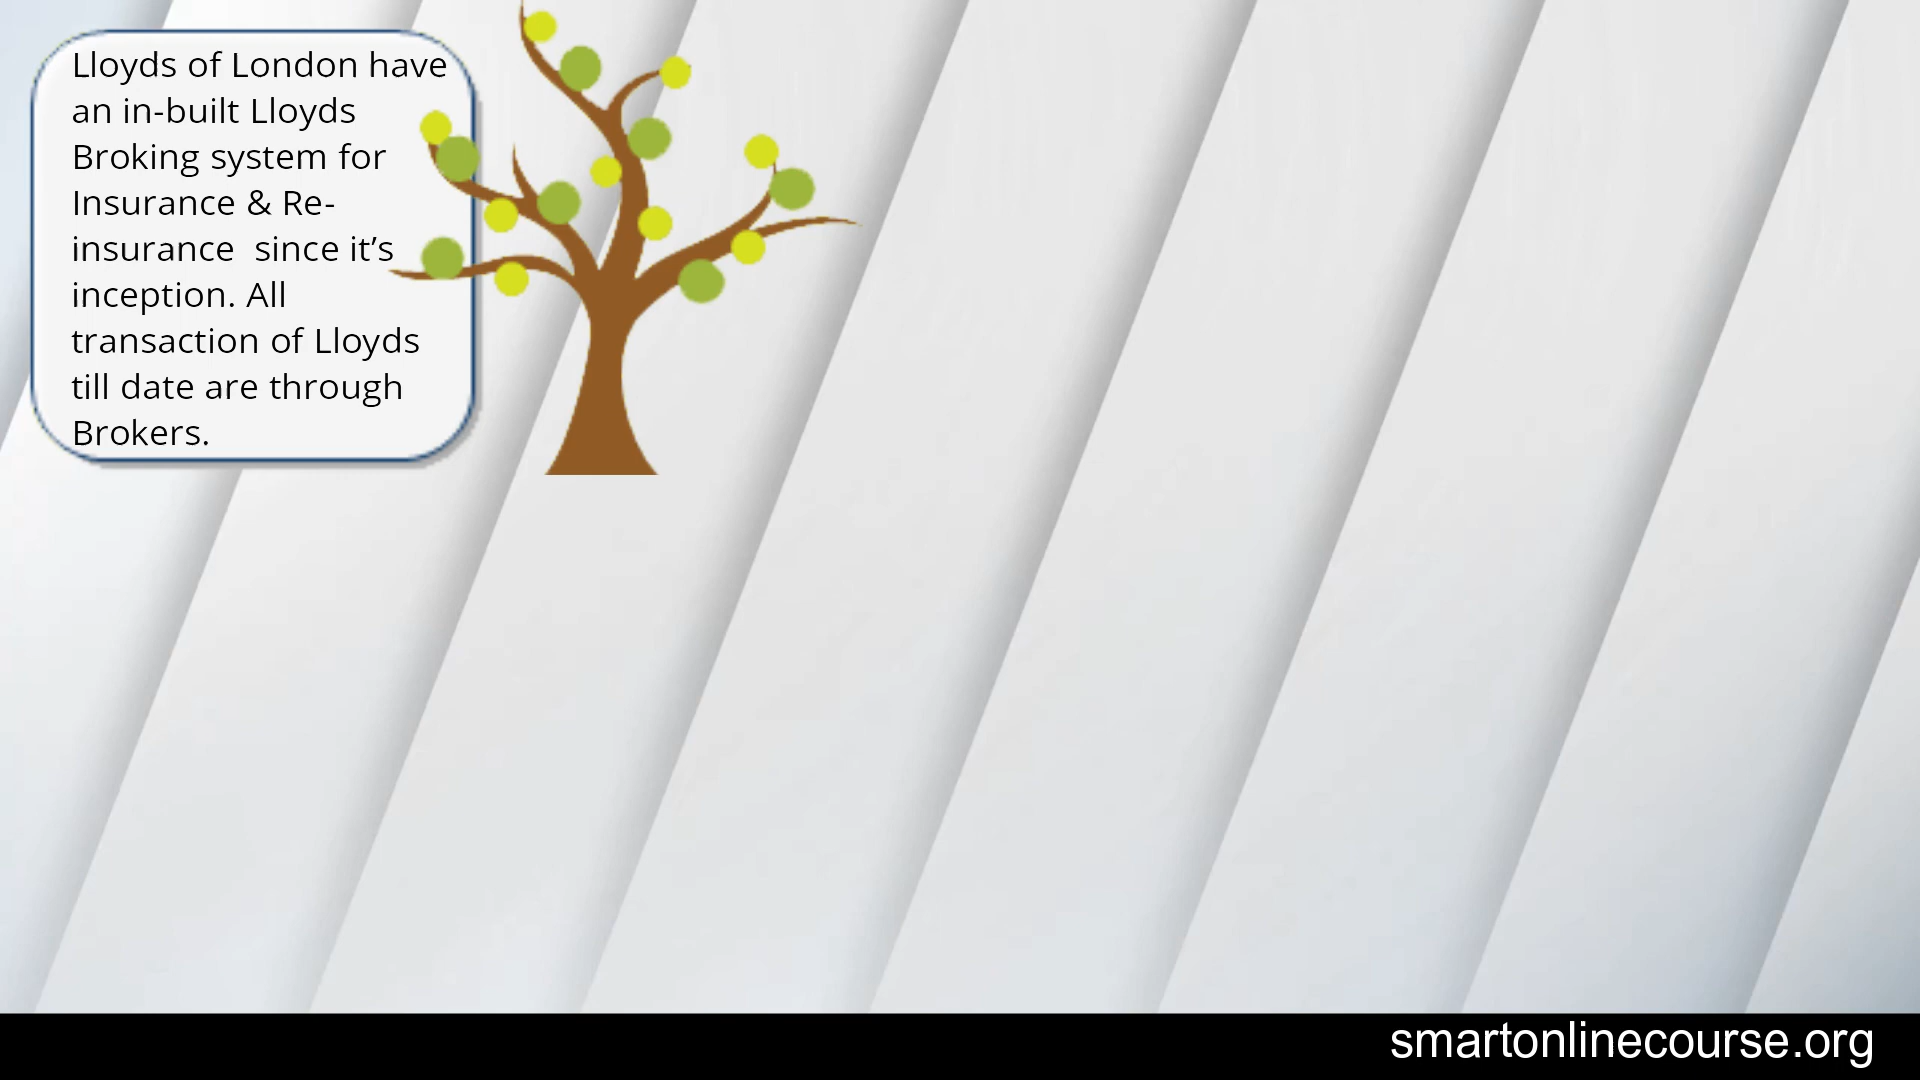 Lloyds of London have
an in-built Lloyds
Broking system for
Insurance & Re-
insurance  since it’s
inception. All
transaction of Lloyds
till date are through
Brokers.
smartonlinecourse.org